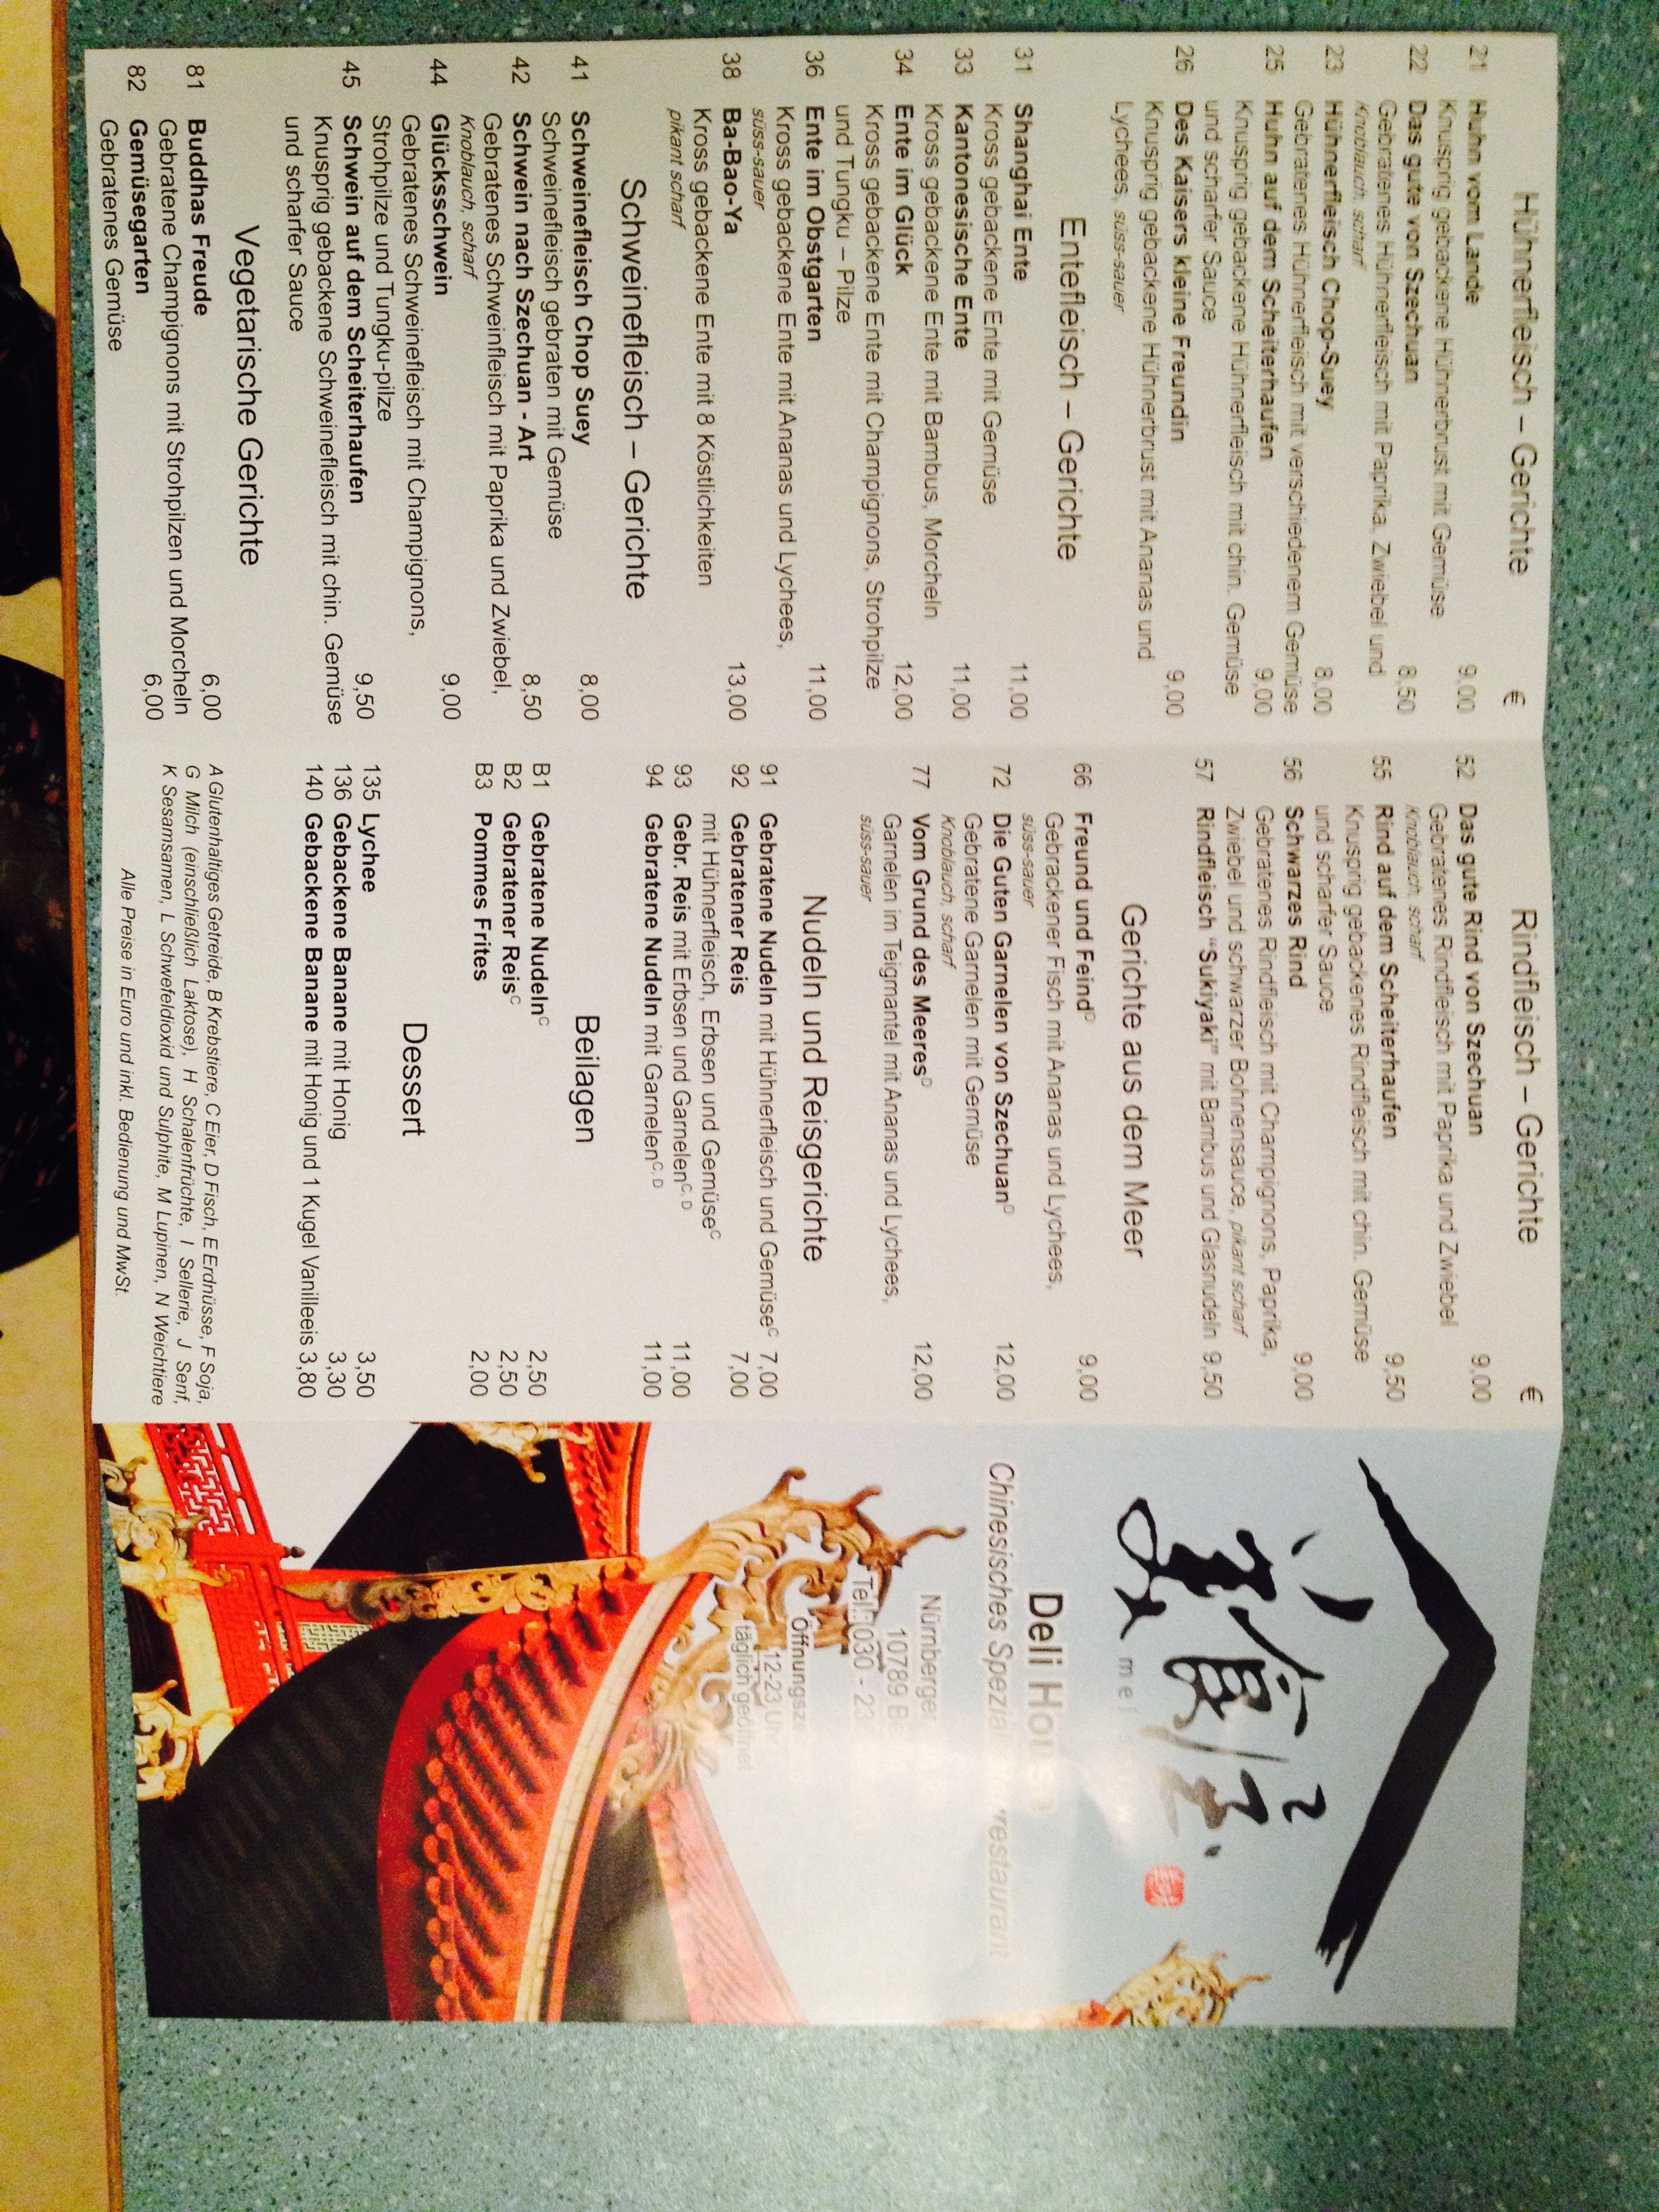 Hühnerfleisch – Gerichte €
21 Huhn vom Lande 9,00
Knusprig gebackene Hühnerbrust mit Gemüse
22 Das gute von Szechuan 8,50
Gebratenes Hühnerfleisch mit Paprika, Zwiebel und
Knoblauch, scharf
23 Hühnerfleisch Chop-Suey 8,00
Gebratenes Hühnerfleisch mit verschiedenem Gemüse
25 Huhn auf dem Scheiterhaufen 9,00
Knusprig gebackene Hühnerfleisch mit chin. Gemüse
und scharfer Sauce
26 Des Kaisers kleine Freundin 9,00
Knusprig gebackene Hühnerbrust mit Ananas und
Lychees, süss-sauer
Entefleisch – Gerichte
31 Shanghai Ente 11,00
Kross gebackene Ente mit Gemüse
33 Kantonesische Ente 11,00
Kross gebackene Ente mit Bambus, Morcheln
34 Ente im Glück 12,00
Kross gebackene Ente mit Champignons, Strohpilze
und Tungku – Pilze
36 Ente im Obstgarten 11,00
Kross gebackene Ente mit Ananas und Lychees,
süss-sauer
38 Ba-Bao-Ya 13,00
Kross gebackene Ente mit 8 Köstlichkeiten
pikant scharf
Schweinefleisch – Gerichte
41 Schweinefleisch Chop Suey 8,00
Schweinefleisch gebraten mit Gemüse
42 Schwein nach Szechuan - Art 8,50
Gebratenes Schweinfleisch mit Paprika und Zwiebel,
Knoblauch, scharf
44 Glücksschwein 9,00
Gebratenes Schweinefleisch mit Champignons,
Strohpilze und Tungku-pilze
45 Schwein auf dem Scheiterhaufen 9,50
Knusprig gebackene Schweinefleisch mit chin. Gemüse
und scharfer Sauce
Vegetarische Gerichte
81 Buddhas Freude 6,00
Gebratene Champignons mit Strohpilzen und Morcheln
82 Gemüsegarten 6,00
Gebratenes Gemüse
Rindfleisch – Gerichte €
52 Das gute Rind von Szechuan 9,00
Gebratenes Rindfleisch mit Paprika und Zwiebel
Knoblauch, scharf
55 Rind auf dem Scheiterhaufen 9,50
Knusprig gebackenes Rindfleisch mit chin. Gemüse
und scharfer Sauce
56 Schwarzes Rind 9,00
Gebratenes Rindfleisch mit Champignons, Paprika,
Zwiebel und schwarzer Bohnensauce, pikant scharf
57 Rindfleisch “Sukiyaki” mit Bambus und Glasnudeln 9,50
Gerichte aus dem Meer
66 Freund und Feind D 9,00
Gebrackener Fisch mit Ananas und Lychees,
süss-sauer
72 Die Guten Garnelen von Szechuan D 12,00
Gebratene Garnelen mit Gemüse
Knoblauch, scharf
77 Vom Grund des Meeres D 12,00
Garnelen im Teigmantel mit Ananas und Lychees,
süss-sauer
Nudeln und Reisgerichte
91 Gebratene Nudeln mit Hühnerfleisch und Gemüse C 7,00
92 Gebratener Reis 7,00
mit Hühnerfleisch, Erbsen und Gemüse C
93 Gebr. Reis mit Erbsen und Garnelen C, D 11,00
94 Gebratene Nudeln mit Garnelen C, D 11,00
Beilagen
B1 Gebratene Nudeln C 2,50
B2 Gebratener Reis C 2,50
B3 Pommes Frites 2,00
Dessert
135 Lychee 3,50
136 Gebackene Banane mit Honig 3,30
140 Gebackene Banane mit Honig und 1 Kugel Vanilleeis 3,80
A Glutenhaltiges Getreide, B Krebstiere, C Eier, D Fisch, E Erdnüsse, F Soja,
G Milch (einschließlich Laktose), H Schalenfrüchte, I Sellerie, J Senf,
K Sesamsamen, L Schwefeldioxid und Sulphite, M Lupinen, N Weichtiere
Alle Preise in Euro und inkl. Bedienung und MwSt.
美食屋
mei
Deli House
Chinesisches
restaurant
Nürnberger
10789
Tel.:030 - 23
Öffnungsze
12-23 Uhr
täglich geöffnet